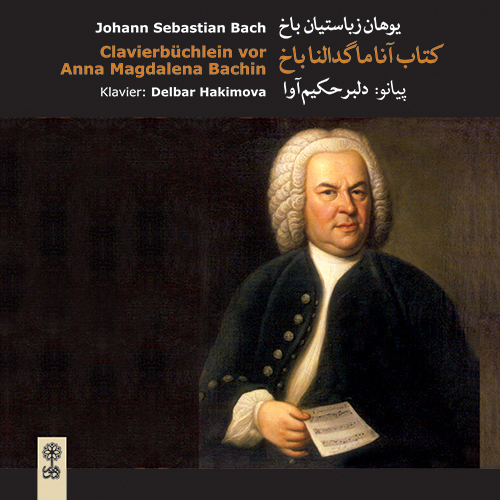 Johann Sebastian Bach
Clavierbüchlein vor
Anna Magdalena Bachin
Klavier: Delbar Hakimova
یوهان زباستیان باخ
کتاب آنا ماگدالنا باخ
پیانو: دلبر حکیم‌آوا